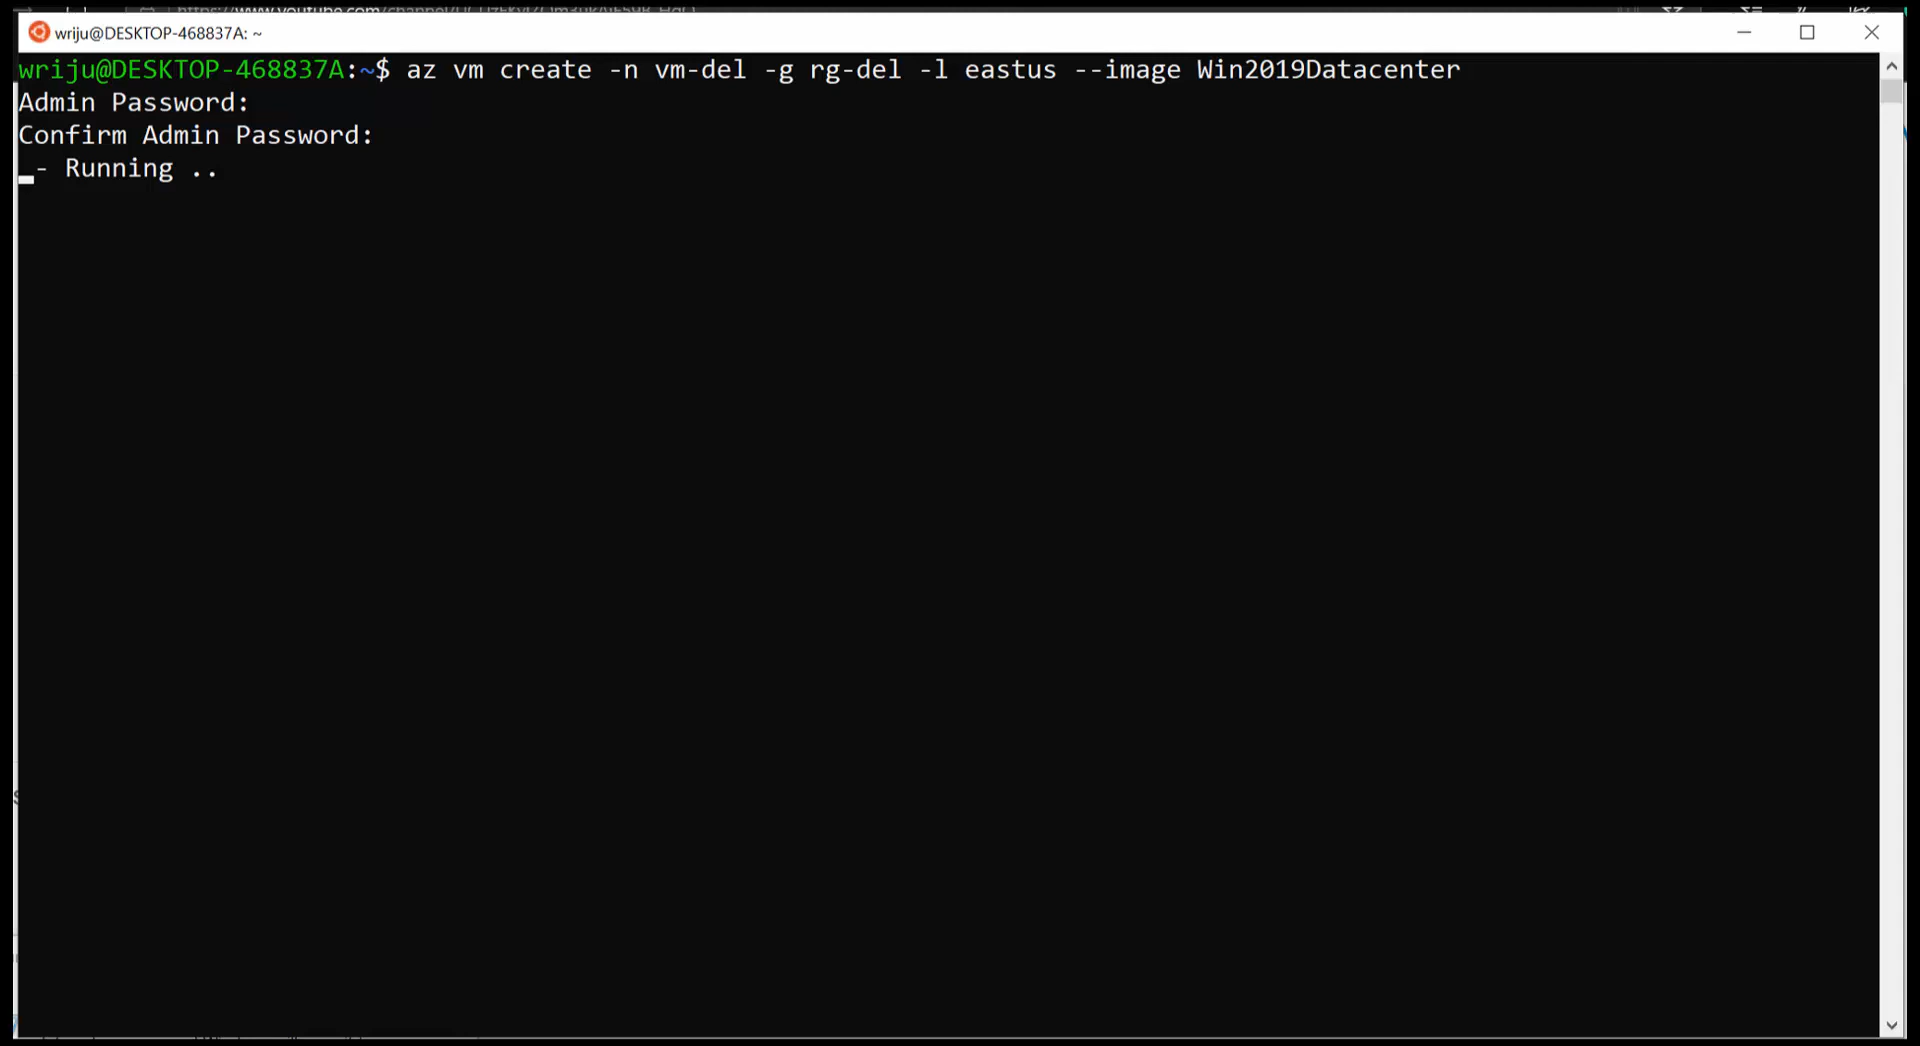 wriju@DESKTOP-468837A: ~
wriju@DESKTOP-468837A:~$ az vm create -n vm-del -g rg-del -l eastus --image Win2019Datacenter
Admin Password:
Confirm Admin Password:
- Running ..